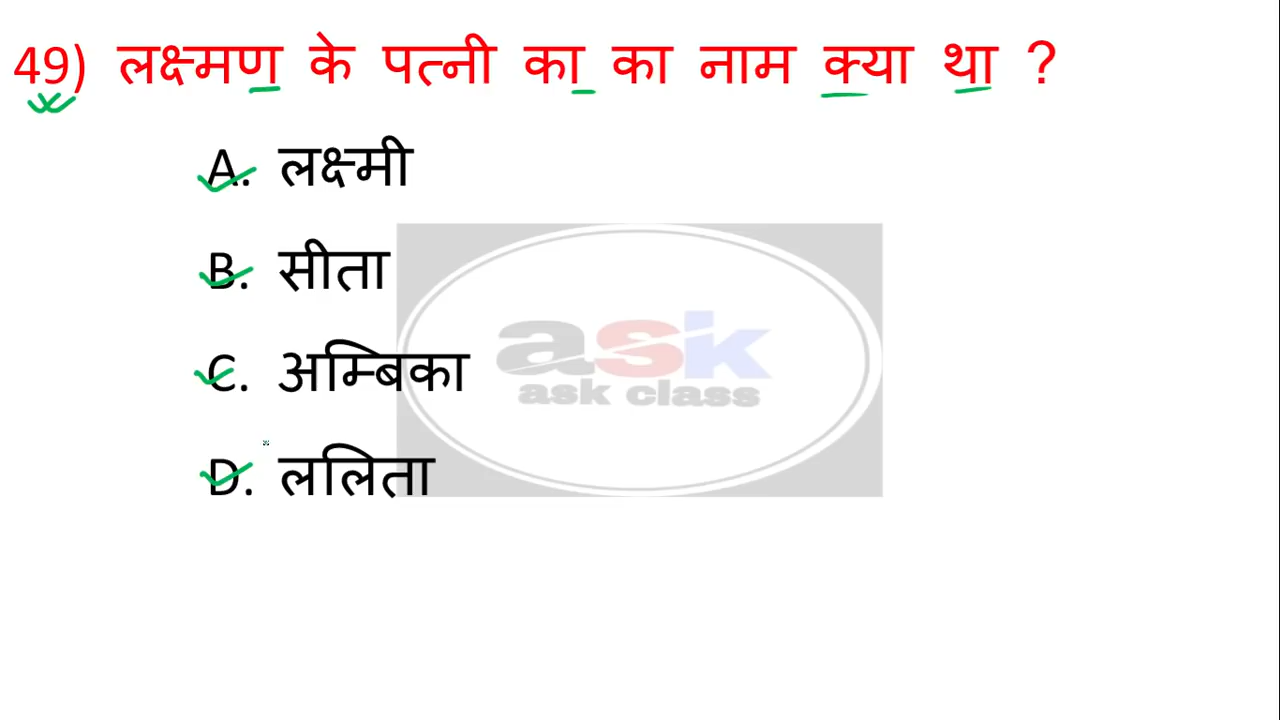 49) लक्ष्मण के पत्नी का का नाम क्या था ?
A. लक्ष्मी
B. सीता
C. अम्बिका
D. ललिता
ask
ask class